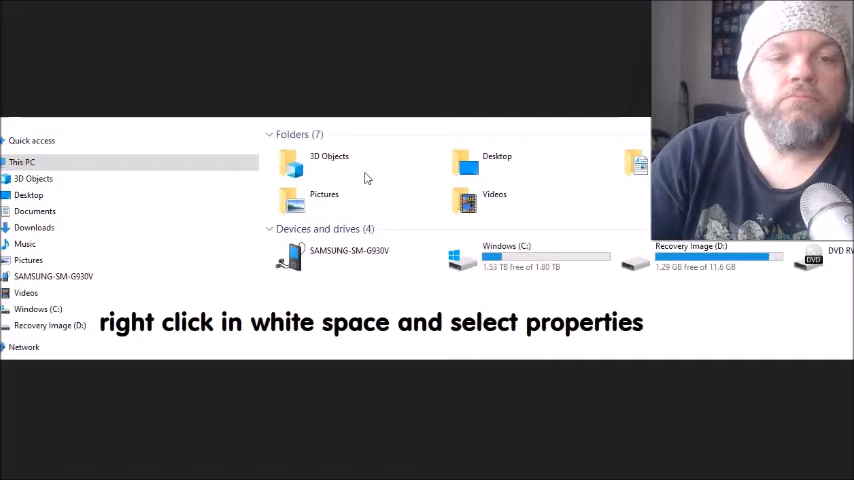 Quick access
This PC
3D Objects
Desktop
Documents
Downloads
Music
Pictures
SAMSUNG-SM-G930V
Videos
Windows (C:)
Recovery Image (D:)
Network
Folders (7)
3D Objects
Desktop
Pictures
Videos
Devices and drives (4)
SAMSUNG-SM-G930V
Windows (C:)
1.53 TB free of 1.80 TB
Recovery Image (D:)
1.29 GB free of 11.6 GB
DVD RW
DVD
right click in white space and select properties